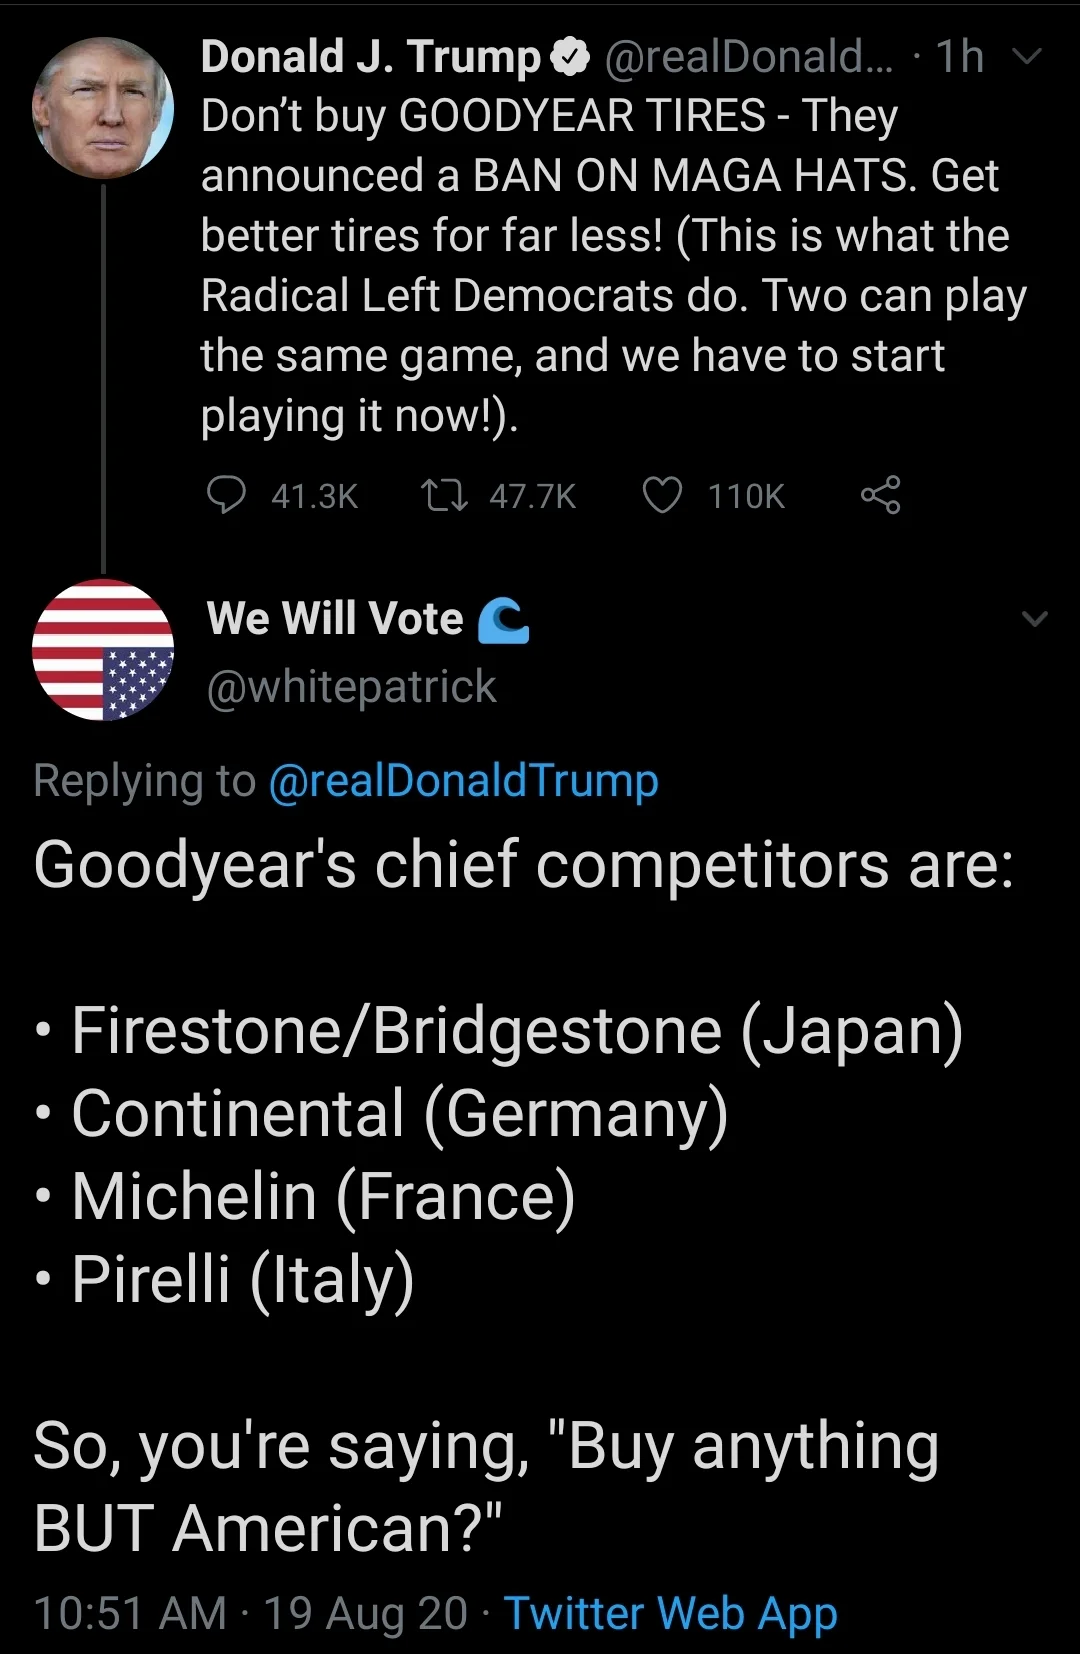 Donald J. Trump @realDonald... · 1h
Don’t buy GOODYEAR TIRES - They
announced a BAN ON MAGA HATS. Get
better tires for far less! (This is what the
Radical Left Democrats do. Two can play
the same game, and we have to start
playing it now!).
41.3K 47.7K 110K
We Will Vote 🌊
@whitepatrick
Replying to @realDonaldTrump
Goodyear's chief competitors are:
• Firestone/Bridgestone (Japan)
• Continental (Germany)
• Michelin (France)
• Pirelli (Italy)
So, you're saying, "Buy anything
BUT American?"
10:51 AM · 19 Aug 20 · Twitter Web App